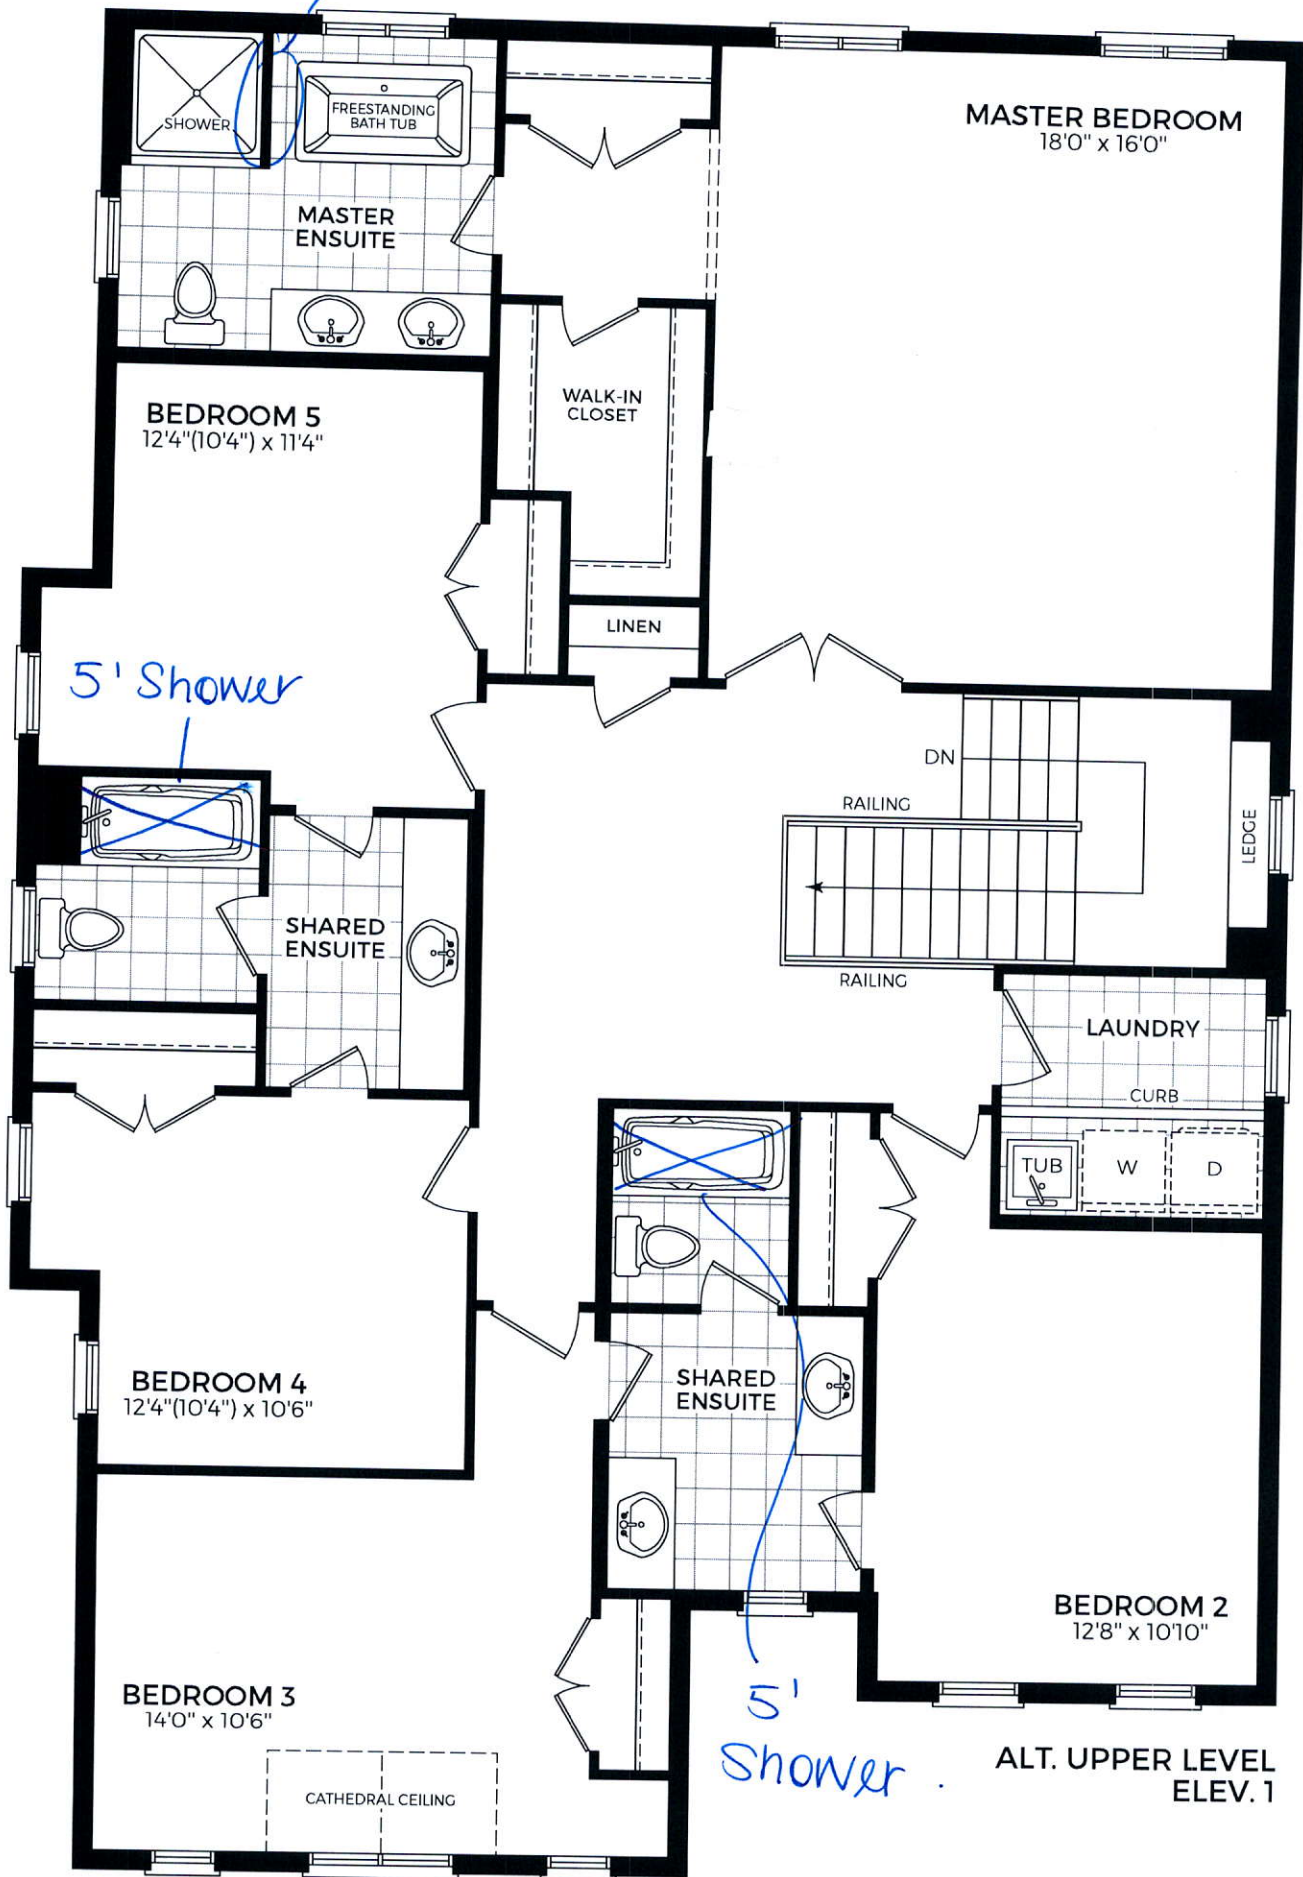 MASTER BEDROOM
18'0" x 16'0"
SHOWER
FREESTANDING
BATH TUB
MASTER
ENSUITE
WALK-IN
CLOSET
BEDROOM 5
12'4"(10'4") x 11'4"
LINEN
5' Shower
DN
RAILING
LEDGE
SHARED
ENSUITE
RAILING
LAUNDRY
CURB
TUB
W
D
BEDROOM 4
12'4"(10'4") x 10'6"
SHARED
ENSUITE
BEDROOM 2
12'8" x 10'10"
BEDROOM 3
14'0" x 10'6"
5'
Shower .
CATHEDRAL CEILING
ALT. UPPER LEVEL
ELEV. 1